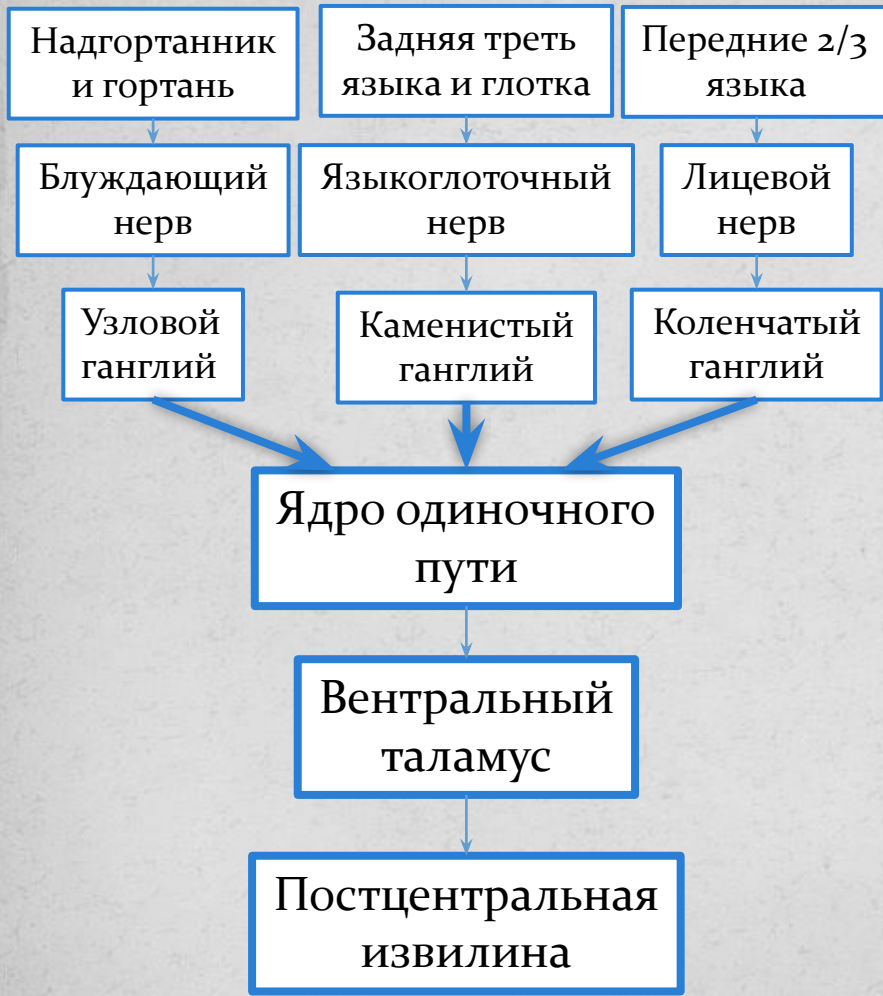 Надгортанник
и гортань
Задняя треть
языка и глотка
Передние 2/3
языка
Блуждающий
нерв
Языкоглоточный
нерв
Лицевой
нерв
Узловой
ганглий
Каменистый
ганглий
Коленчатый
ганглий
Ядро одиночного
пути
Вентральный
таламус
Постцентральная
извилина